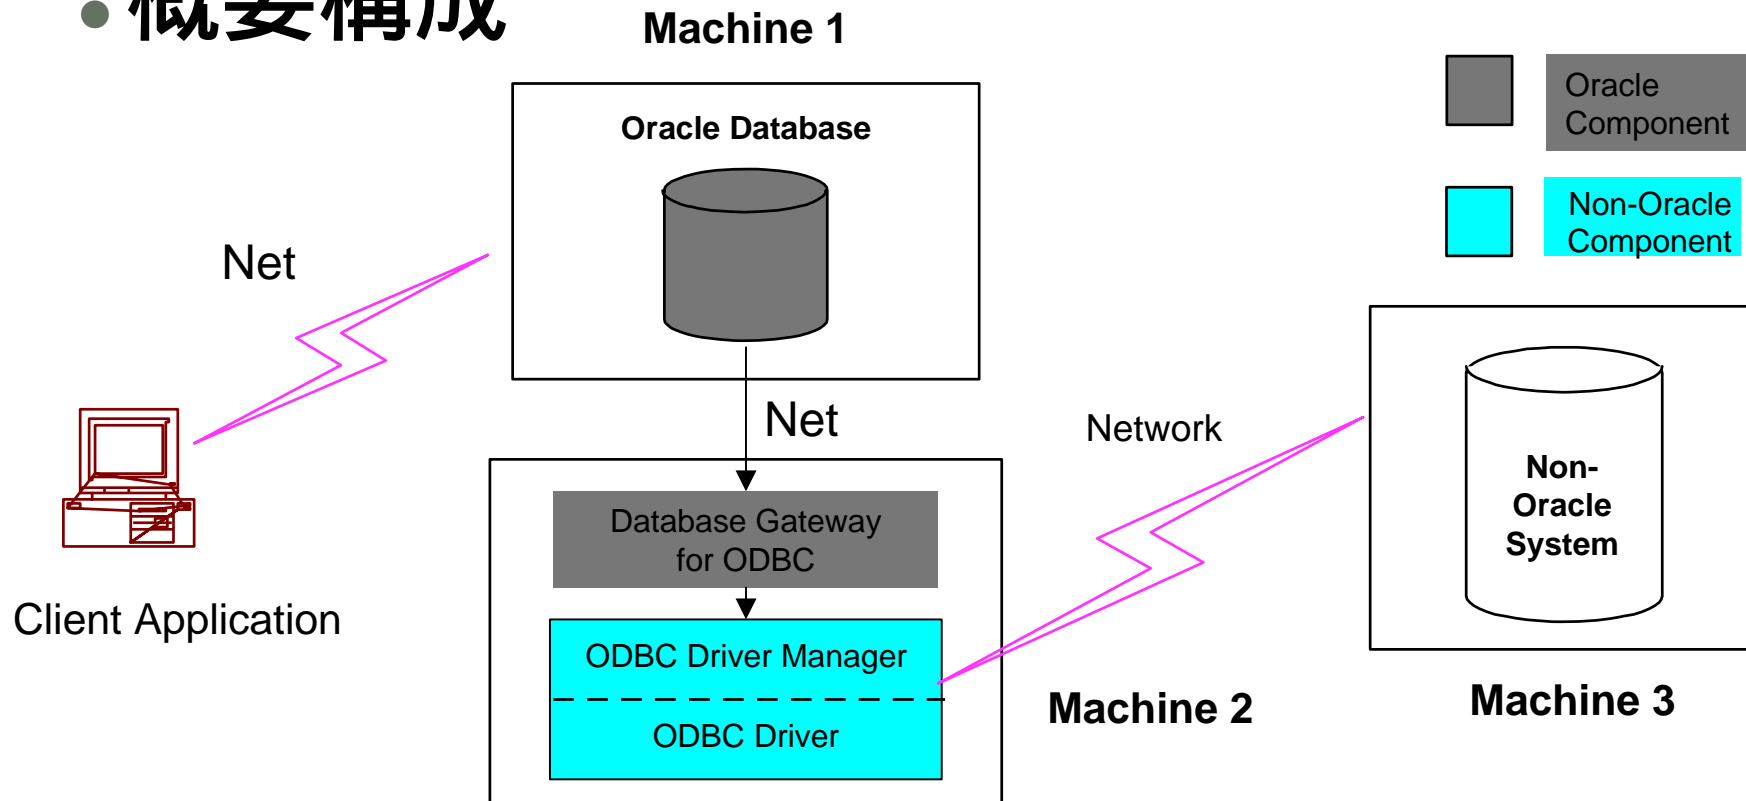 概要構成
Machine 1
Oracle
Component
Oracle Database
Non-Oracle
Component
Net
Net
Network
Non-
Oracle
System
Database Gateway
for ODBC
Client Application
ODBC Driver Manager
Machine 2
Machine 3
ODBC Driver